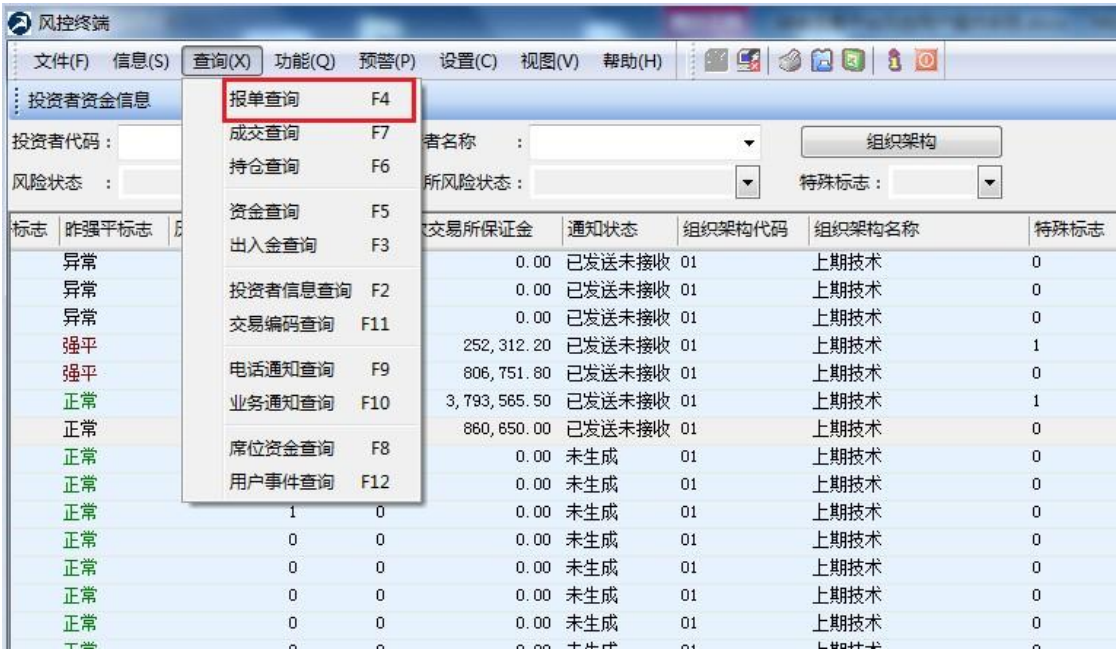 风控终端
文件(F) 信息(S) 查询(X) 功能(Q) 预警(P) 设置(C) 视图(V) 帮助(H)
投资者资金信息
报单查询 F4
成交查询 F7
持仓查询 F6
资金查询 F5
出入金查询 F3
投资者信息查询 F2
交易编码查询 F11
电话通知查询 F9
业务通知查询 F10
席位资金查询 F8
用户事件查询 F12
投资者代码: 者名称 : 组织架构
风险状态 : 所风险状态: 特殊标志:
标志 昨强平标志 交易所保证金 通知状态 组织架构代码 组织架构名称 特殊标志
异常 0.00 已发送未接收 01 上期技术 0
异常 0.00 已发送未接收 01 上期技术 0
异常 0.00 已发送未接收 01 上期技术 0
强平 252,312.20 已发送未接收 01 上期技术 1
强平 806,751.80 已发送未接收 01 上期技术 0
正常 3,793,565.50 已发送未接收 01 上期技术 1
正常 860,650.00 已发送未接收 01 上期技术 0
正常 0.00 未生成 01 上期技术 0
正常 0.00 未生成 01 上期技术 0
正常 1 0 0.00 未生成 01 上期技术 0
正常 0 0 0.00 未生成 01 上期技术 0
正常 0 0 0.00 未生成 01 上期技术 0
正常 0 0 0.00 未生成 01 上期技术 0
正常 0 0 0.00 未生成 01 上期技术 0